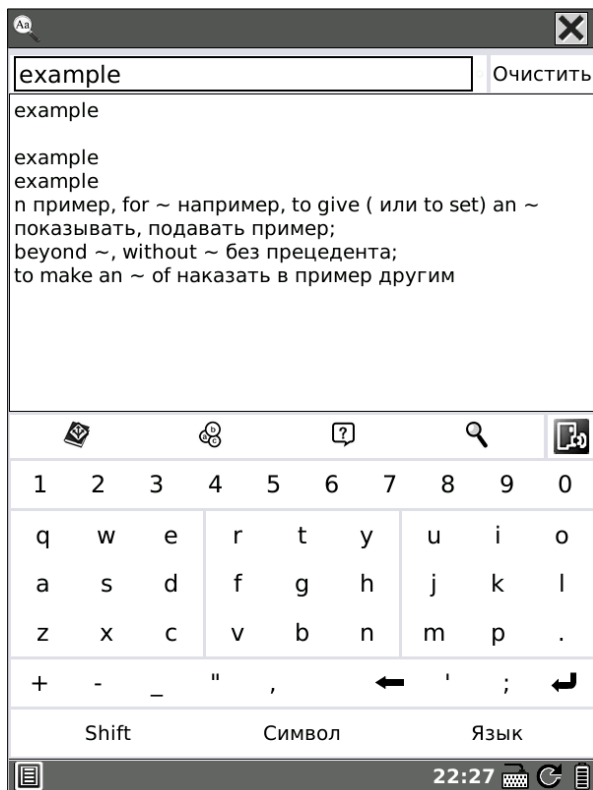 Aa
example Очистить
example
example
example
n пример, for ~ например, to give ( или to set) an ~
показывать, подавать пример;
beyond ~, without ~ без прецедента;
to make an ~ of наказать в пример другим
a b c ?
1 2 3 4 5 6 7 8 9 0
q w e r t y u i o
a s d f g h j k l
z x c v b n m p .
+ - _ " , ' ;
Shift Символ Язык
22:27